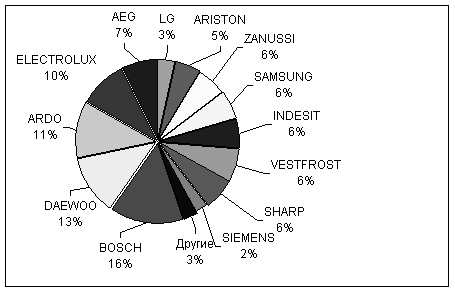 AEG
7%
LG
3%
ARISTON
5%
ZANUSSI
6%
SAMSUNG
6%
INDESIT
6%
VESTFROST
6%
SHARP
6%
SIEMENS
2%
Другие
3%
BOSCH
16%
DAEWOO
13%
ARDO
11%
ELECTROLUX
10%